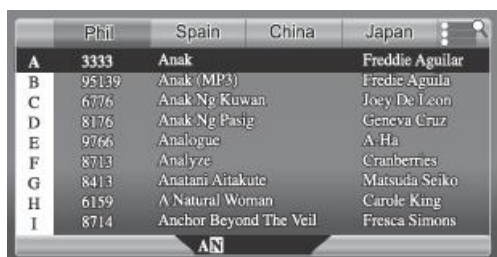 Phil Spain China Japan
A 3333 Anak Freddie Aguilar
B 95139 Anak (MP3) Fredie Aguila
C 6776 Anak Ng Kuwan Joey De Leon
D 8176 Anak Ng Pasig Geneva Cruz
E 9766 Analogue A-Ha
F 8713 Analyze Cranberries
G 8413 Anatani Aitakute Matsuda Seiko
H 6159 A Natural Woman Carole King
I 8714 Anchor Beyond The Veil Fresca Simons
AN